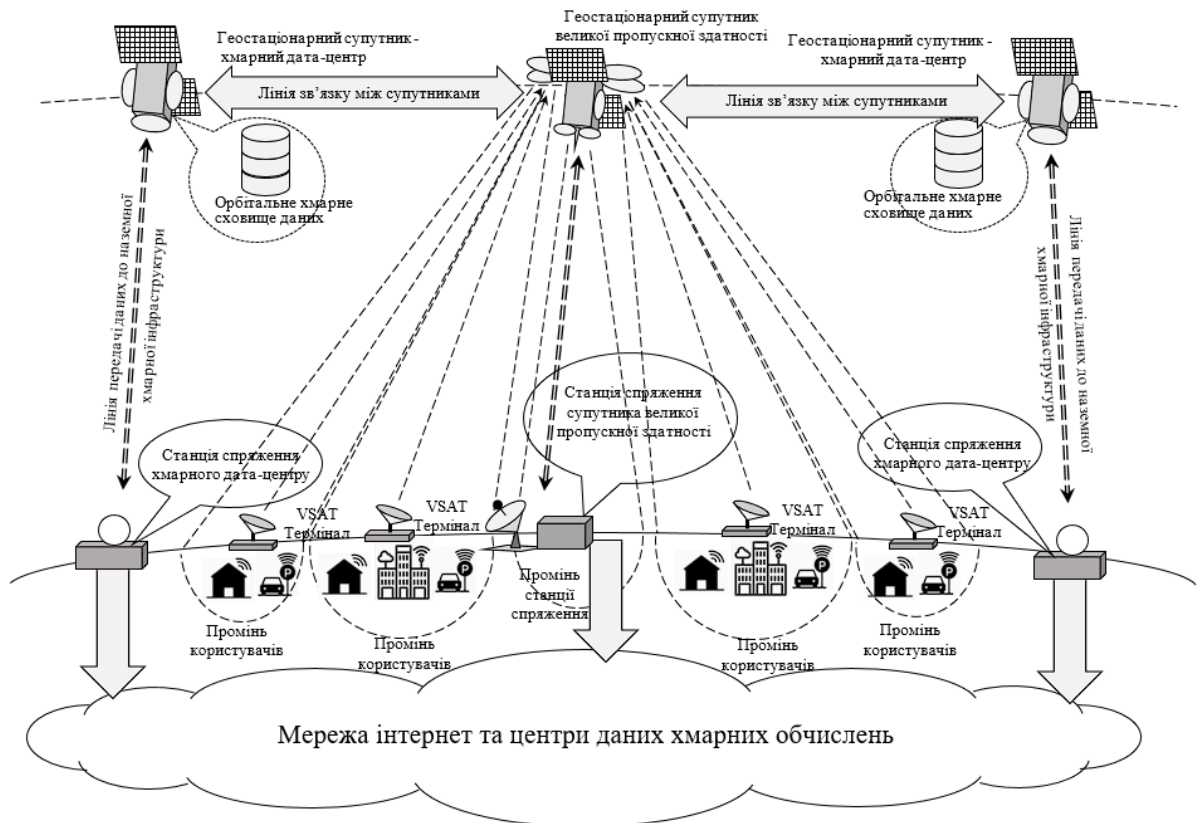 Геостаціонарний супутник -
хмарний дата-центр
Геостаціонарний супутник
великої пропускної здатності
Геостаціонарний супутник -
хмарний дата-центр
Лінія зв’язку між супутниками
Лінія зв’язку між супутниками
Орбітальне хмарне
сховище даних
Орбітальне хмарне
сховище даних
Лінія передачі даних до наземної
хмарної інфраструктури
Лінія передачі даних до наземної
хмарної інфраструктури
Станція спряження
хмарного дата-центру
Станція спряження
супутника великої
пропускної здатності
Станція спряження
хмарного дата-центру
VSAT
Термінал
VSAT
Термінал
VSAT
Термінал
VSAT
Термінал
P
P
P
P
Промінь
користувачів
Промінь
користувачів
Промінь
станції
спряження
Промінь
користувачів
Промінь
користувачів
Мережа інтернет та центри даних хмарних обчислень